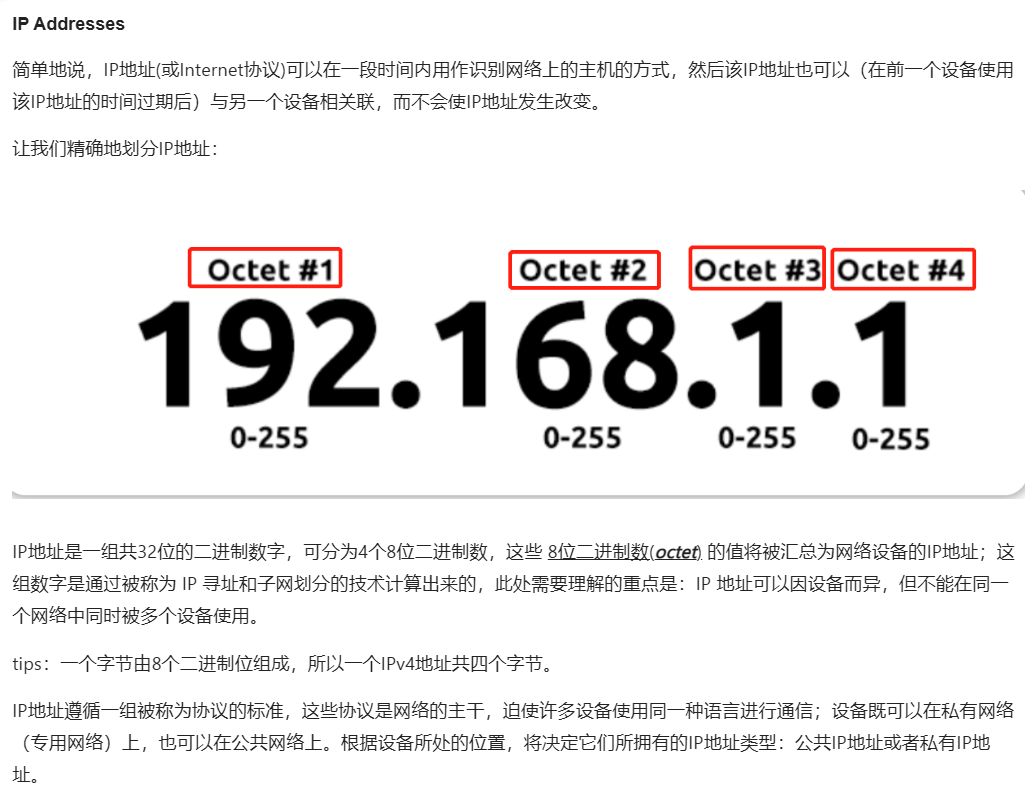 IP Addresses
简单地说，IP地址(或Internet协议)可以在一段时间内用作识别网络上的主机的方式，然后该IP地址也可以（在前一个设备使用
该IP地址的时间过期后）与另一个设备相关联，而不会使IP地址发生改变。
让我们精确地划分IP地址：
Octet #1 Octet #2 Octet #3 Octet #4
192.168.1.1
0-255 0-255 0-255 0-255
IP地址是一组共32位的二进制数字，可分为4个8位二进制数，这些 8位二进制数(octet) 的值将被汇总为网络设备的IP地址；这
组数字是通过被称为 IP 寻址和子网划分的技术计算出来的，此处需要理解的重点是：IP 地址可以因设备而异，但不能在同一
个网络中同时被多个设备使用。
tips：一个字节由8个二进制位组成，所以一个IPv4地址共四个字节。
IP地址遵循一组被称为协议的标准，这些协议是网络的主干，迫使许多设备使用同一种语言进行通信；设备既可以在私有网络
（专用网络）上，也可以在公共网络上。根据设备所处的位置，将决定它们所拥有的IP地址类型：公共IP地址或者私有IP地
址。